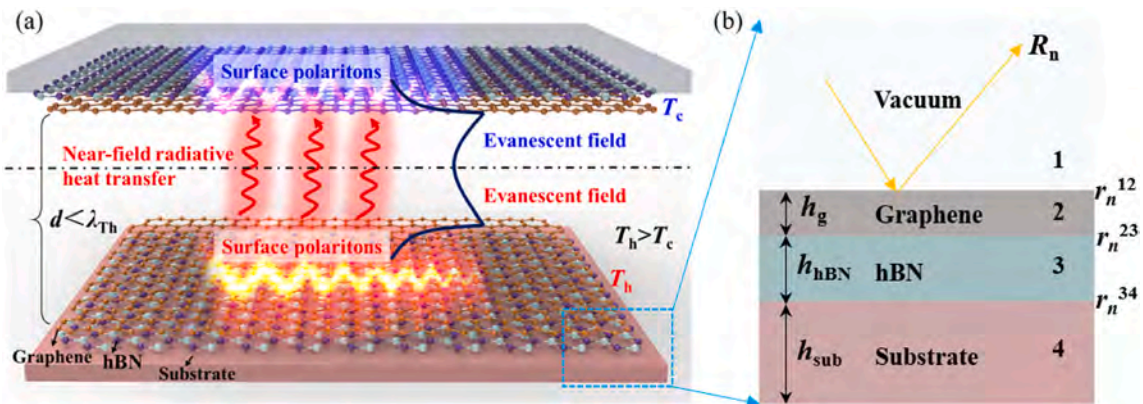 (a)
Surface polaritons
T_c
Near-field radiative
heat transfer
Evanescent field
Evanescent field
d<λ_Th
T_h>T_c
Surface polaritons
T_h
Graphene
hBN
Substrate
(b)
R_n
Vacuum
1
r_n^12
h_g
Graphene
2
r_n^23
h_hBN
hBN
3
r_n^34
h_sub
Substrate
4